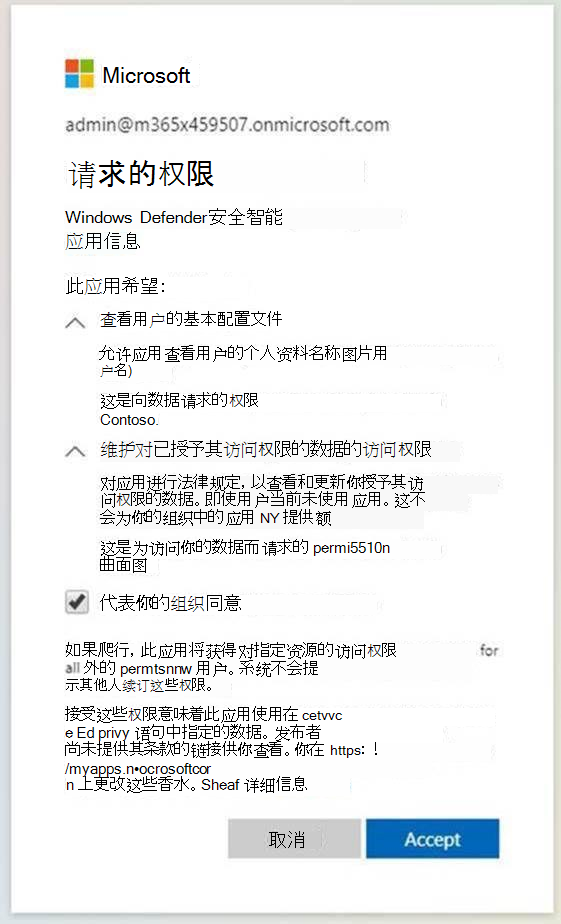 Microsoft
admin@m365x459507.onmicrosoft.com
请求的权限
Windows Defender安全智能
应用信息
此应用希望:
查看用户的基本配置文件
允许应用查看用户的个人资料名称图片用
户名)
这是向数据请求的权限
Contoso.
维护对已授予其访问权限的数据的访问权限
对应用进行法律规定, 以查看和更新你授予其访
问权限的数据。即使用户当前未使用 应用。这不
会为你的组织中的应用 NY 提供额
这是为访问你的数据而请求的 permi5510n
曲面图
代表你的组织同意
如果爬行, 此应用将获得对指定资源的访问权限 for
all 外的 permtsnnw 用户。系统不会提
示其他人续订这些权限。
接受这些权限意味着此应用使用在 cetvvc
e Ed privy 语句中指定的数据。发布者
尚未提供其条款的链接供你查看。你在 https: !
/myapps.n•ocrosoftcor
n 上更改这些香水。Sheaf 详细信息
取消 Accept